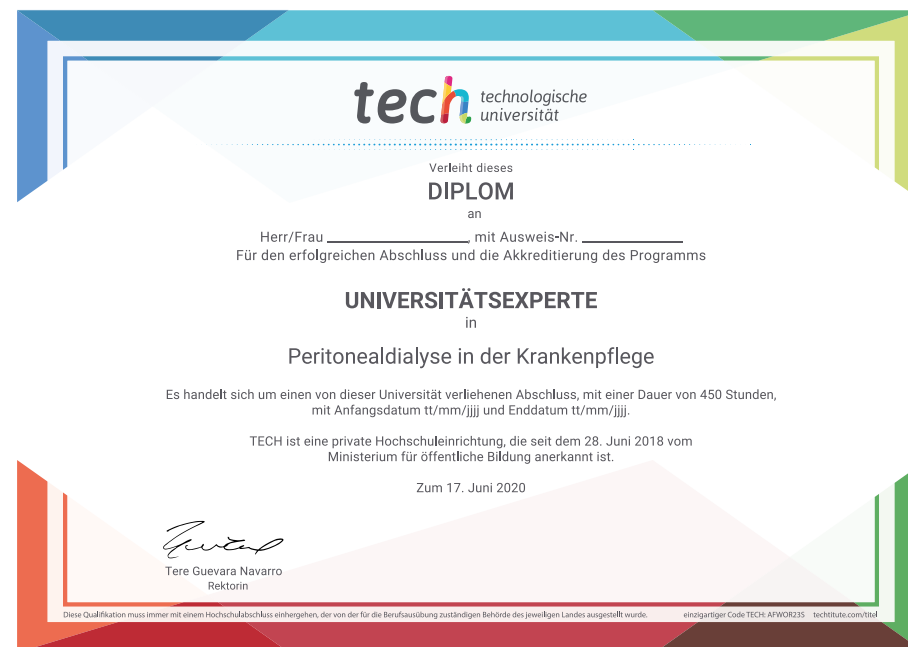 tech technologische
universität
Verleiht dieses
DIPLOM
an
Herr/Frau ____________, mit Ausweis-Nr. ____________
Für den erfolgreichen Abschluss und die Akkreditierung des Programms
UNIVERSITÄTSEXPERTE
in
Peritonealdialyse in der Krankenpflege
Es handelt sich um einen von dieser Universität verliehenen Abschluss, mit einer Dauer von 450 Stunden,
mit Anfangsdatum tt/mm/jjjj und Enddatum tt/mm/jjjj.
TECH ist eine private Hochschuleinrichtung, die seit dem 28. Juni 2018 vom
Ministerium für öffentliche Bildung anerkannt ist.
Zum 17. Juni 2020
Tere Guevara Navarro
Rektorin
Diese Qualifikation muss immer mit einem Hochschulabschluss einhergehen, der von der für die Berufsausübung zuständigen Behörde des jeweiligen Landes ausgestellt wurde. einzigartiger Code TECH: AFWOR23S techtitute.com/titel